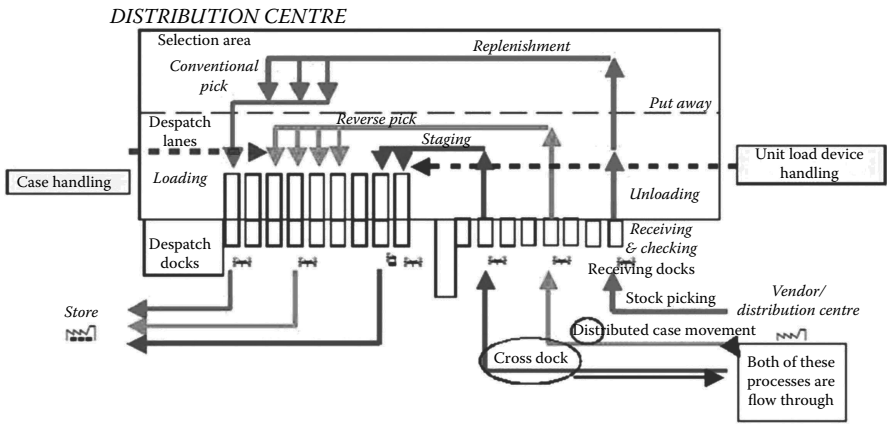 DISTRIBUTION CENTRE
Selection area
Replenishment
Conventional
pick
Put away
Despatch
lanes
Reverse pick
Staging
Unit load device
handling
Case handling
Loading
Unloading
Despatch
docks
Receiving
& checking
Receiving docks
Store
Stock picking
Vendor/
distribution centre
Distributed case movement
Cross dock
Both of these
processes are
flow through